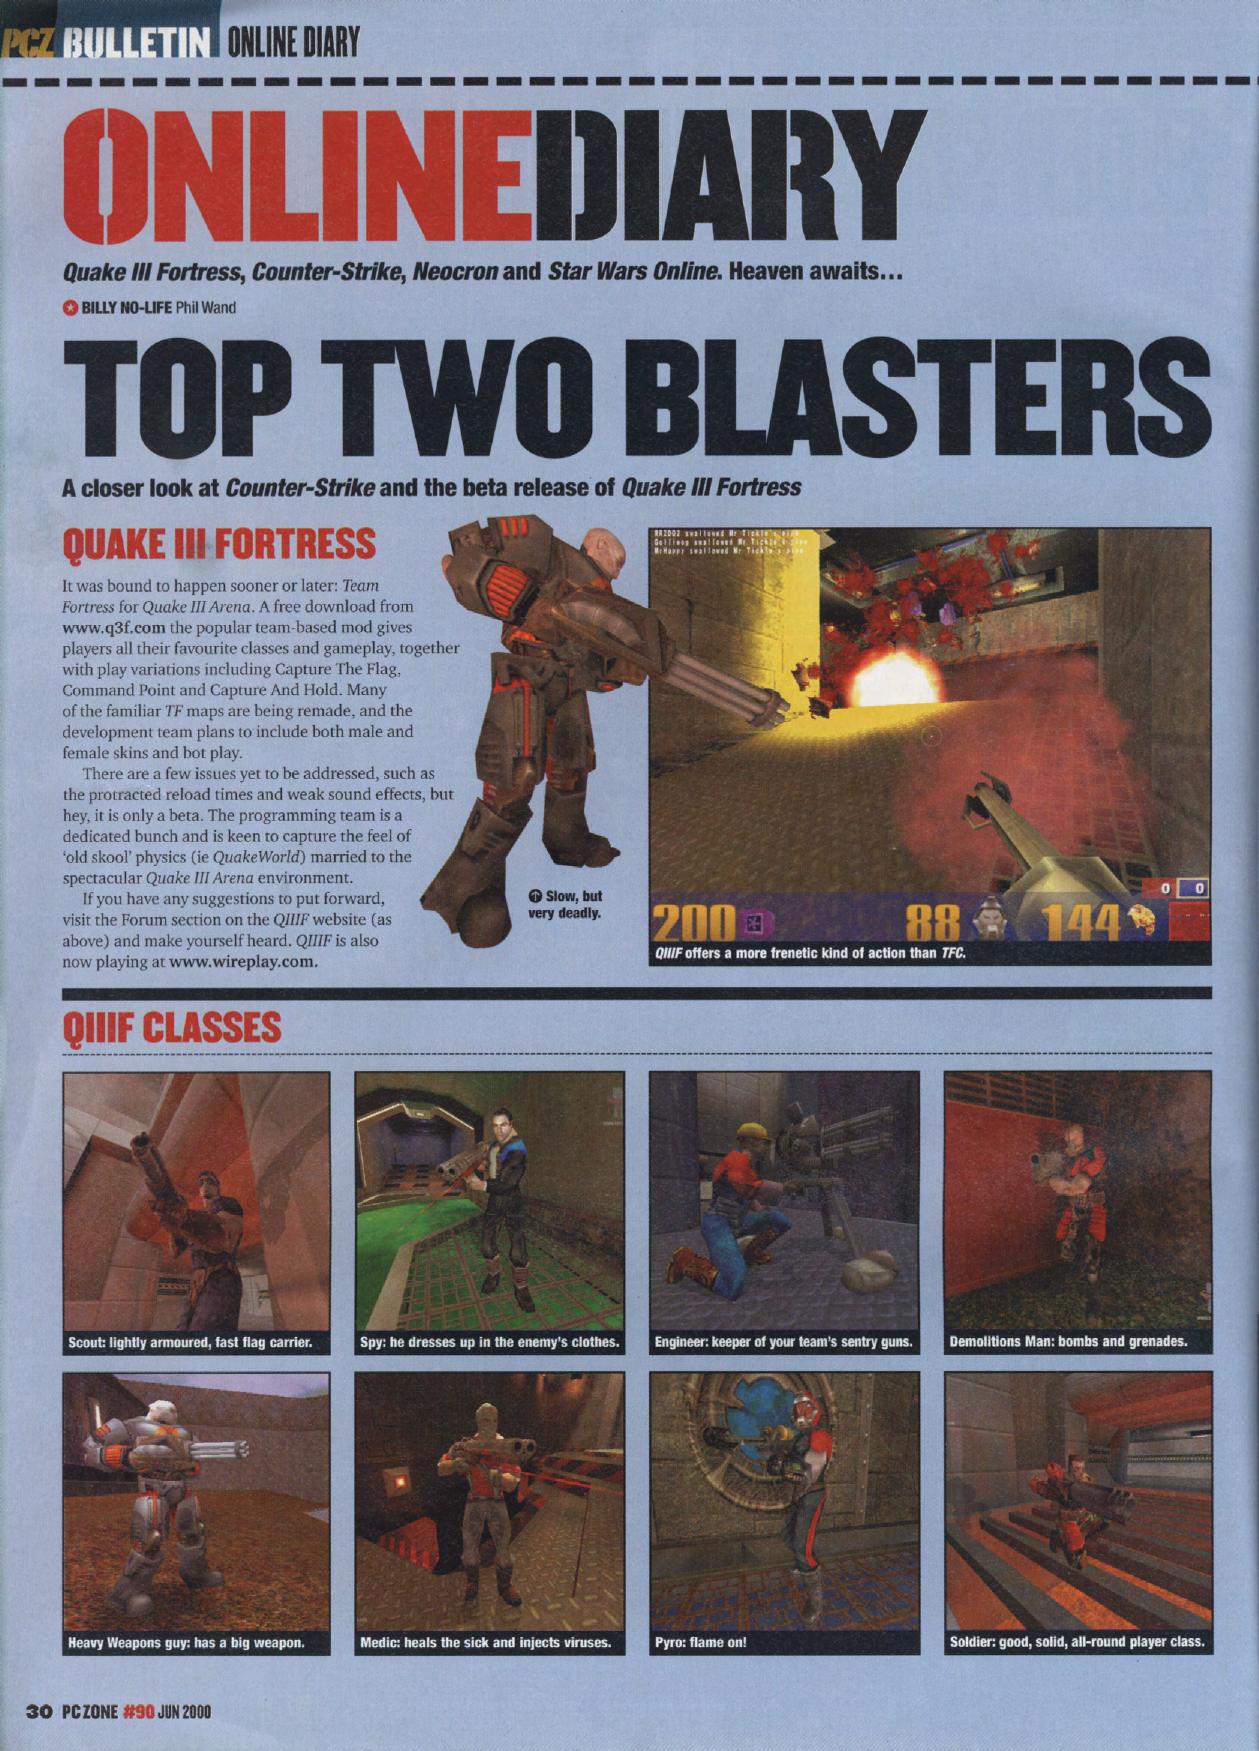 PCZ BULLETIN ONLINE DIARY
ONLINEDIARY
Quake III Fortress, Counter-Strike, Neocron and Star Wars Online. Heaven awaits...
BILLY NO-LIFE Phil Wand
TOP TWO BLASTERS
A closer look at Counter-Strike and the beta release of Quake III Fortress
QUAKE III FORTRESS
It was bound to happen sooner or later: Team
Fortress for Quake III Arena. A free download from
www.q3f.com the popular team-based mod gives
players all their favourite classes and gameplay, together
with play variations including Capture The Flag,
Command Point and Capture And Hold. Many
of the familiar TF maps are being remade, and the
development team plans to include both male and
female skins and bot play.
There are a few issues yet to be addressed, such as
the protracted reload times and weak sound effects, but
hey, it is only a beta. The programming team is a
dedicated bunch and is keen to capture the feel of
‘old skool’ physics (ie QuakeWorld) married to the
spectacular Quake III Arena environment.
If you have any suggestions to put forward,
visit the Forum section on the QIIIF website (as
above) and make yourself heard. QIIIF is also
now playing at www.wireplay.com.
Slow, but
very deadly.
swallowed Mr Tickle's
swallowed Mr Tickle's
MrHappy swallowed Mr Tickle's
0 0
200 88 144
QIIIF offers a more frenetic kind of action than TFC.
QIIIF CLASSES
Scout: lightly armoured, fast flag carrier.
Spy: he dresses up in the enemy's clothes.
Engineer: keeper of your team's sentry guns.
Demolitions Man: bombs and grenades.
Heavy Weapons guy: has a big weapon.
Medic: heals the sick and injects viruses.
Pyro: flame on!
Soldier: good, solid, all-round player class.
30 PC ZONE #90 JUN 2000